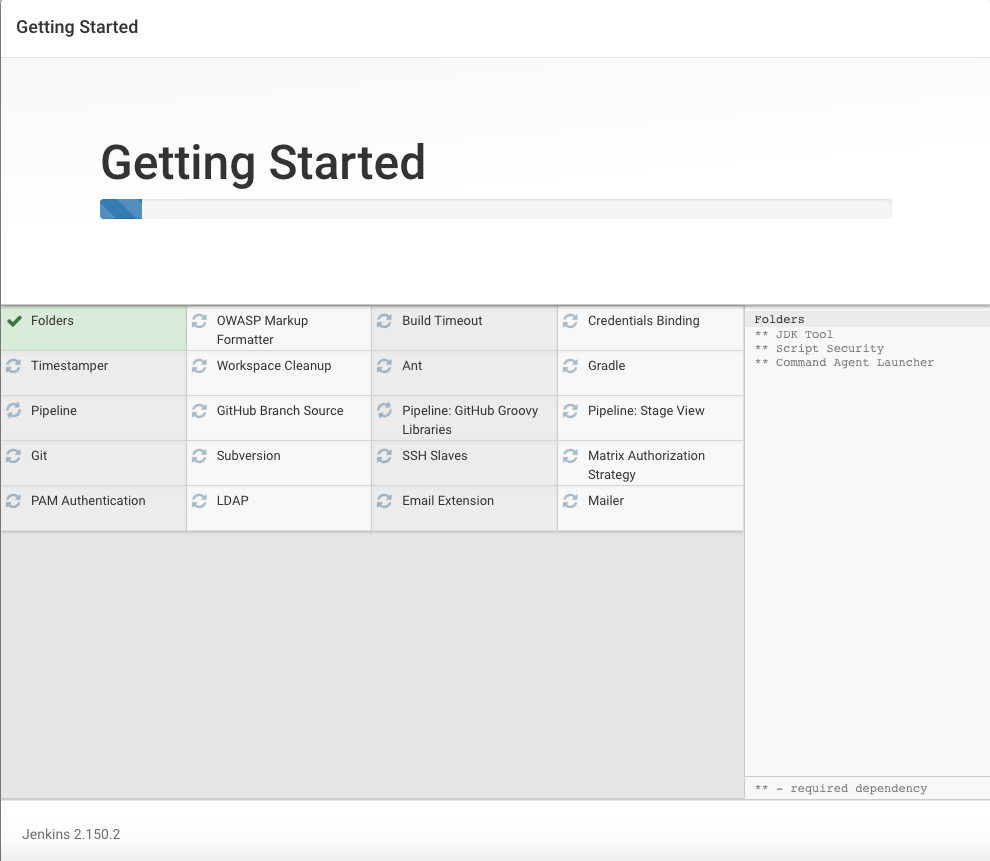 Getting Started
Getting Started
Folders
OWASP Markup
Formatter
Build Timeout
Credentials Binding
Timestamper
Workspace Cleanup
Ant
Gradle
Pipeline
GitHub Branch Source
Pipeline: GitHub Groovy
Libraries
Pipeline: Stage View
Git
Subversion
SSH Slaves
Matrix Authorization
Strategy
PAM Authentication
LDAP
Email Extension
Mailer
Folders
** JDK Tool
** Script Security
** Command Agent Launcher
** - required dependency
Jenkins 2.150.2